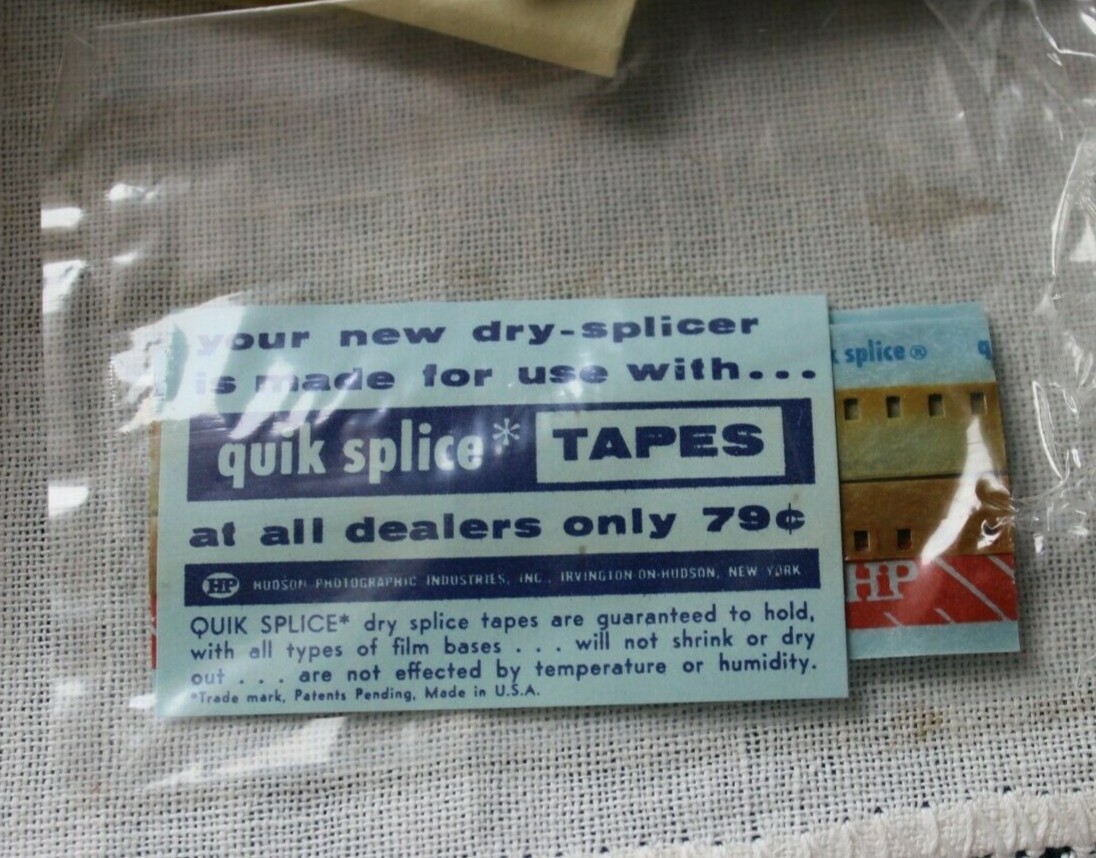 your new dry-splicer
is made for use with...
quik splice* TAPES
at all dealers only 79¢
HP HUDSON PHOTOGRAPHIC INDUSTRIES, INC., IRVINGTON-ON-HUDSON, NEW YORK
QUIK SPLICE* dry splice tapes are guaranteed to hold,
with all types of film bases . . . will not shrink or dry
out . . . are not effected by temperature or humidity.
*Trade mark, Patents Pending, Made in U.S.A.
k splice® q
HiP